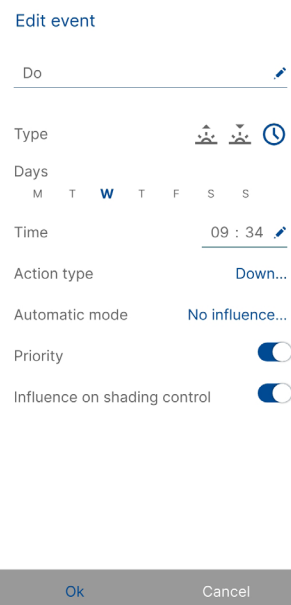 Edit event
Do
Type
Days
M T W T F S S
Time 09 : 34
Action type Down...
Automatic mode No influence...
Priority
Influence on shading control
Ok Cancel